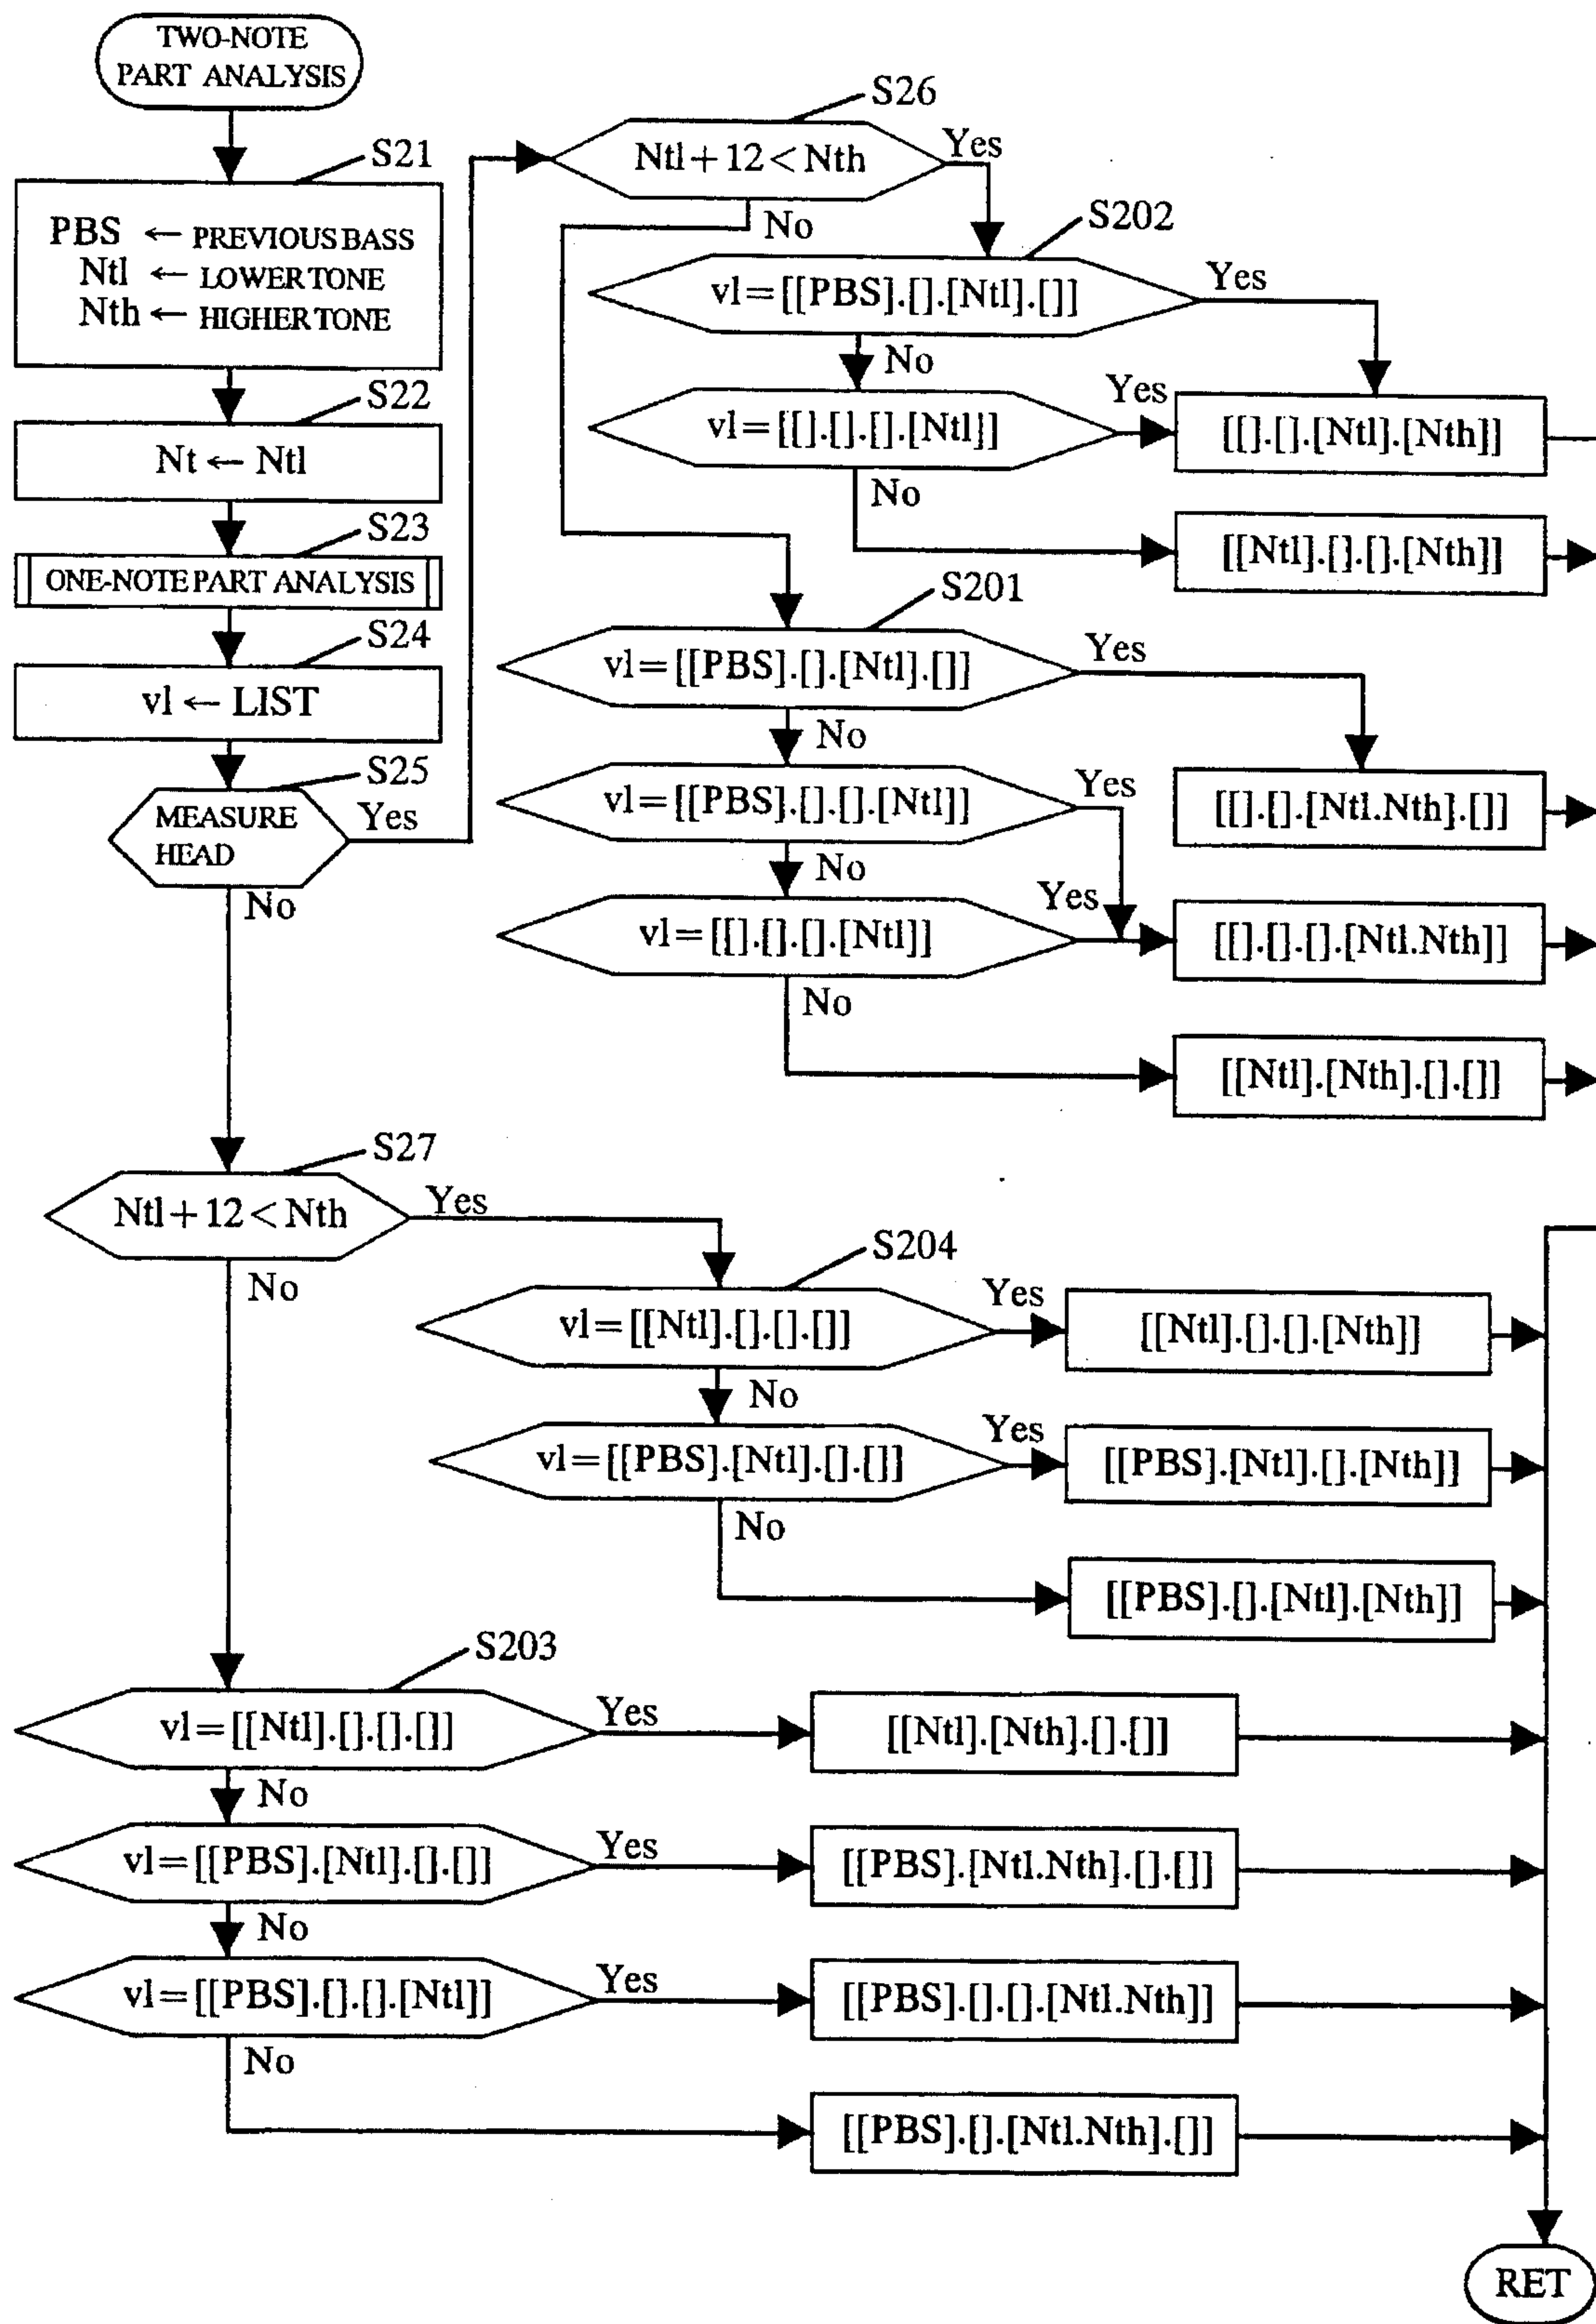 TWO-NOTE
PART ANALYSIS
S21
PBS ← PREVIOUS BASS
Ntl ← LOWER TONE
Nth ← HIGHER TONE
S22
Nt ← Ntl
S23
ONE-NOTE PART ANALYSIS
S24
vl ← LIST
S25
MEASURE
HEAD
Yes
No
S26
Ntl+12<Nth
Yes
No
S202
vl=[[PBS].[].[Ntl].[]]
Yes
No
vl=[[].[].[].[Ntl]]
Yes
[[].[].[Ntl].[Nth]]
No
[[Ntl].[].[].[Nth]]
S201
vl=[[PBS].[].[Ntl].[]]
Yes
No
[[].[].[Ntl.Nth].[]]
vl=[[PBS].[].[].[Ntl]]
Yes
No
vl=[[].[].[].[Ntl]]
Yes
[[].[].[].[Ntl.Nth]]
No
[[Ntl].[Nth].[].[]]
S27
Ntl+12<Nth
Yes
No
S204
vl=[[Ntl].[].[].[]]
Yes
[[Ntl].[].[].[Nth]]
No
vl=[[PBS].[Ntl].[].[]]
Yes
[[PBS].[Ntl].[].[Nth]]
No
[[PBS].[].[Ntl].[Nth]]
S203
vl=[[Ntl].[].[].[]]
Yes
[[Ntl].[Nth].[].[]]
No
vl=[[PBS].[Ntl].[].[]]
Yes
[[PBS].[Ntl.Nth].[].[]]
No
vl=[[PBS].[].[].[Ntl]]
Yes
[[PBS].[].[].[Ntl.Nth]]
No
[[PBS].[].[Ntl.Nth].[]]
RET